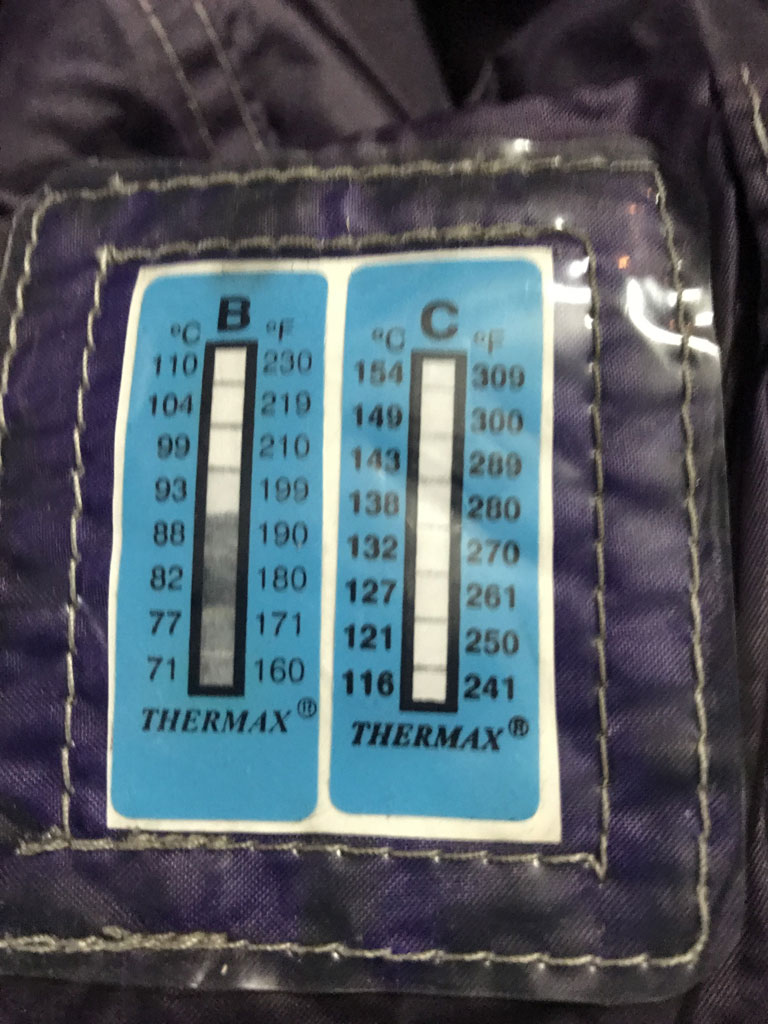 B
°C °F
110 230
104 219
99 210
93 199
88 190
82 180
77 171
71 160
THERMAX®
C
°C °F
154 309
149 300
143 289
138 280
132 270
127 261
121 250
116 241
THERMAX®